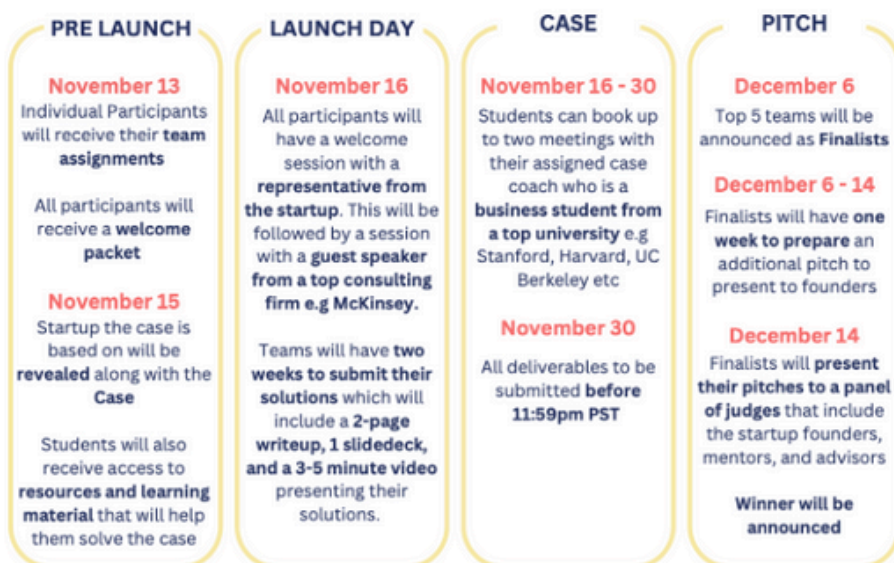 PRE LAUNCH
November 13
Individual Participants
will receive their team
assignments
All participants will
receive a welcome
packet
November 15
Startup the case is
based on will be
revealed along with the
Case
Students will also
receive access to
resources and learning
material that will help
them solve the case
LAUNCH DAY
November 16
All participants will
have a welcome
session with a
representative from
the startup. This will be
followed by a session
with a guest speaker
from a top consulting
firm e.g McKinsey.
Teams will have two
weeks to submit their
solutions which will
include a 2-page
writeup, 1 slidedeck,
and a 3-5 minute video
presenting their
solutions.
CASE
November 16 - 30
Students can book up
to two meetings with
their assigned case
coach who is a
business student from
a top university e.g
Stanford, Harvard, UC
Berkeley etc
November 30
All deliverables to be
submitted before
11:59pm PST
PITCH
December 6
Top 5 teams will be
announced as Finalists
December 6 - 14
Finalists will have one
week to prepare an
additional pitch to
present to founders
December 14
Finalists will present
their pitches to a panel
of judges that include
the startup founders,
mentors, and advisors
Winner will be
announced